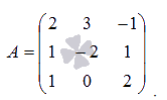 A = ( 2 3 -1
1 -2 1
1 0 2 ) .